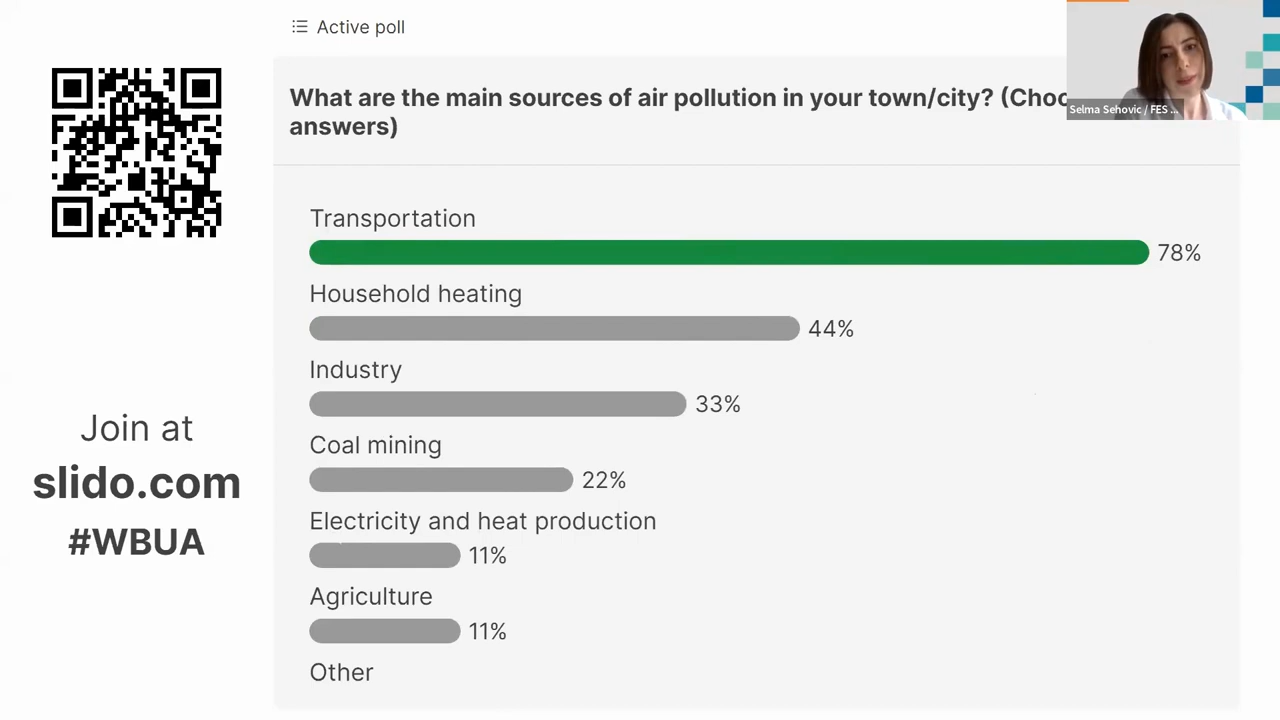 Active poll
What are the main sources of air pollution in your town/city? (Choo
answers)
Selma Sehovic / FES ...
Transportation
78%
Household heating
44%
Industry
33%
Coal mining
22%
Electricity and heat production
11%
Agriculture
11%
Other
Join at
slido.com
#WBUA